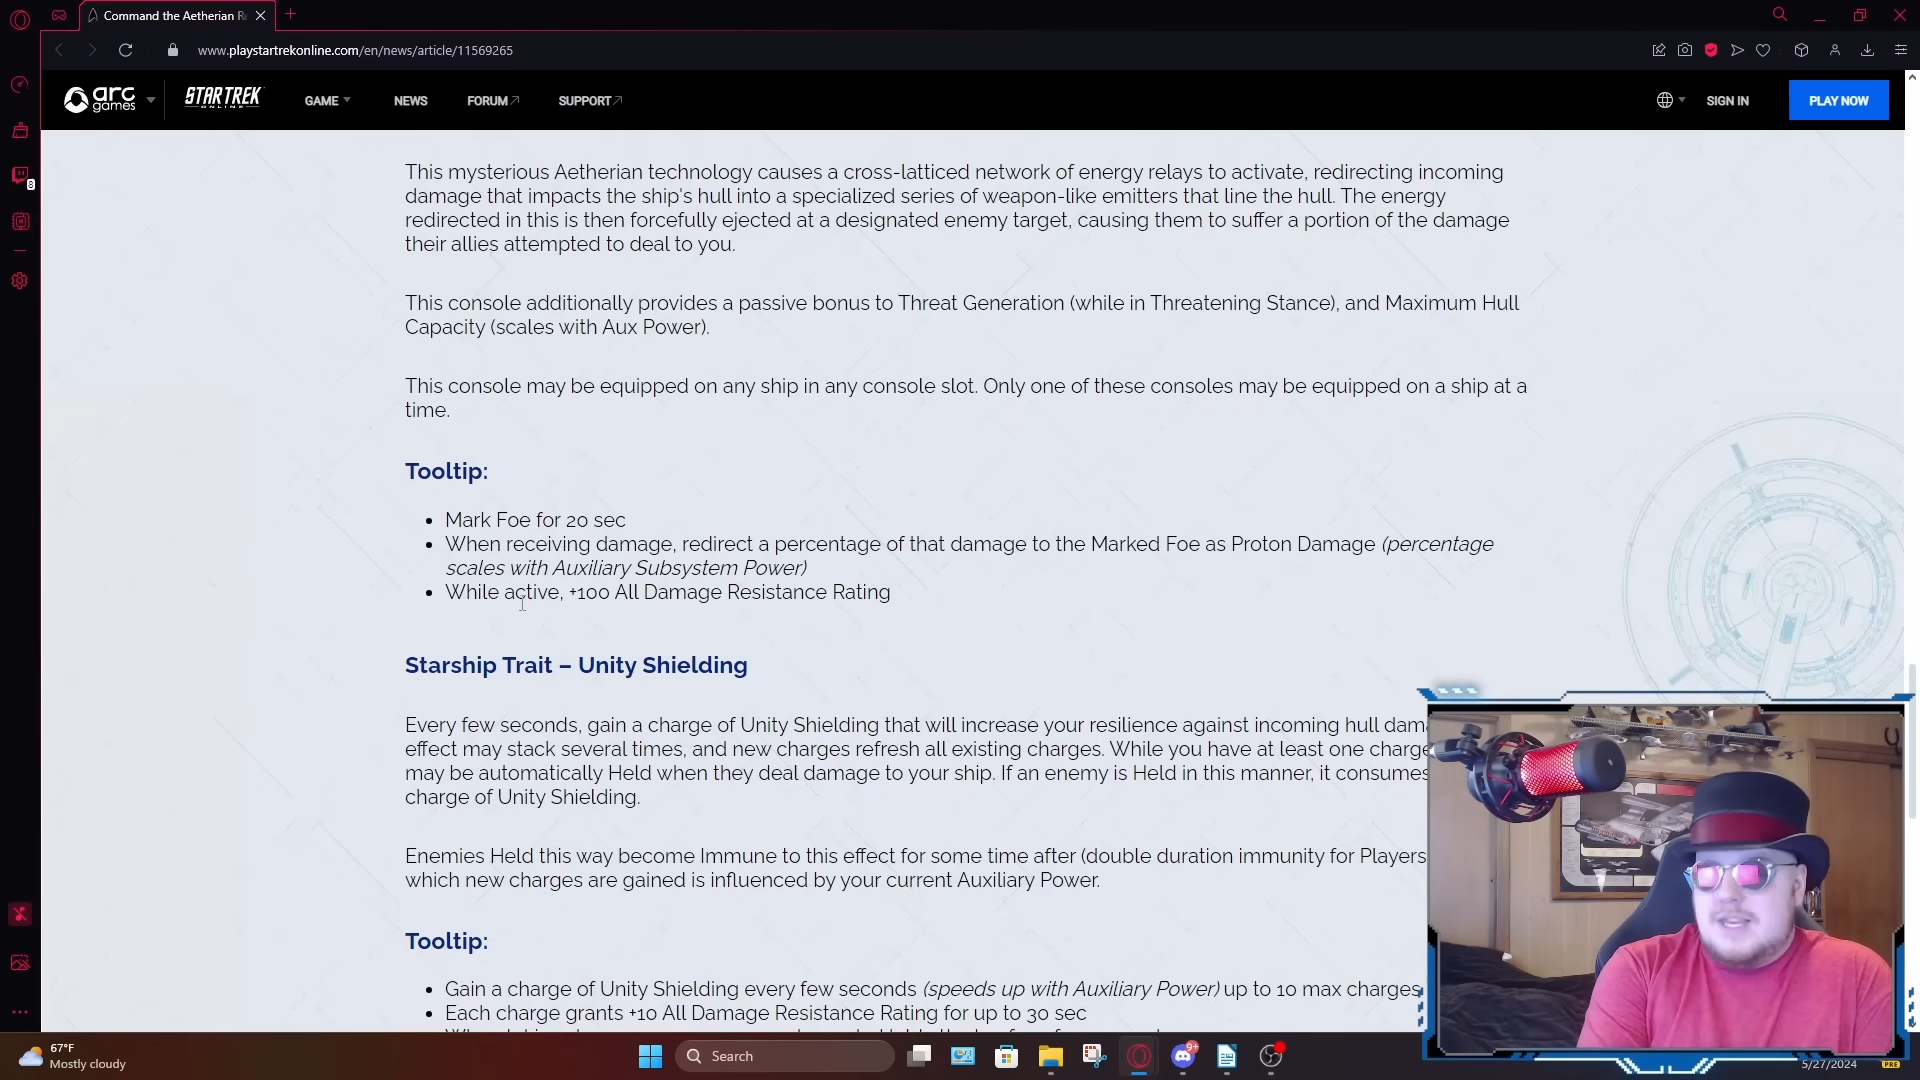 Command the Aetherian R
www.playstartrekonline.com/en/news/article/11569265
arc games
STAR TREK ONLINE
GAME
NEWS
FORUM
SUPPORT
SIGN IN
PLAY NOW
This mysterious Aetherian technology causes a cross-latticed network of energy relays to activate, redirecting incoming
damage that impacts the ship's hull into a specialized series of weapon-like emitters that line the hull. The energy
redirected in this is then forcefully ejected at a designated enemy target, causing them to suffer a portion of the damage
their allies attempted to deal to you.
This console additionally provides a passive bonus to Threat Generation (while in Threatening Stance), and Maximum Hull
Capacity (scales with Aux Power).
This console may be equipped on any ship in any console slot. Only one of these consoles may be equipped on a ship at a
time.
Tooltip:
• Mark Foe for 20 sec
• When receiving damage, redirect a percentage of that damage to the Marked Foe as Proton Damage (percentage
scales with Auxiliary Subsystem Power)
• While active, +100 All Damage Resistance Rating
Starship Trait – Unity Shielding
Every few seconds, gain a charge of Unity Shielding that will increase your resilience against incoming hull dam
effect may stack several times, and new charges refresh all existing charges. While you have at least one charge
may be automatically Held when they deal damage to your ship. If an enemy is Held in this manner, it consumes
charge of Unity Shielding.
Enemies Held this way become Immune to this effect for some time after (double duration immunity for Players
which new charges are gained is influenced by your current Auxiliary Power.
Tooltip:
• Gain a charge of Unity Shielding every few seconds (speeds up with Auxiliary Power) up to 10 max charges
• Each charge grants +10 All Damage Resistance Rating for up to 30 sec
67°F
Mostly cloudy
Search
9+
5/27/2024
PRE
8